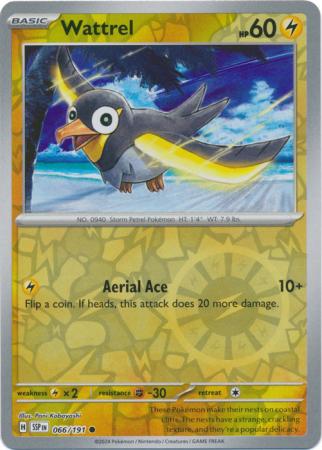 BASIC
Wattrel
HP60
NO. 0940 Storm Petrel Pokémon HT: 1'4" WT: 7.9 lbs.
Aerial Ace 10+
Flip a coin. If heads, this attack does 20 more damage.
weakness ×2 resistance -30 retreat
Illus. Pani Kobayashi
H SSP EN 066/191
These Pokémon make their nests on coastal
cliffs. The nests have a strange, crackling
texture, and they're a popular delicacy.
©2024 Pokémon / Nintendo / Creatures / GAME FREAK